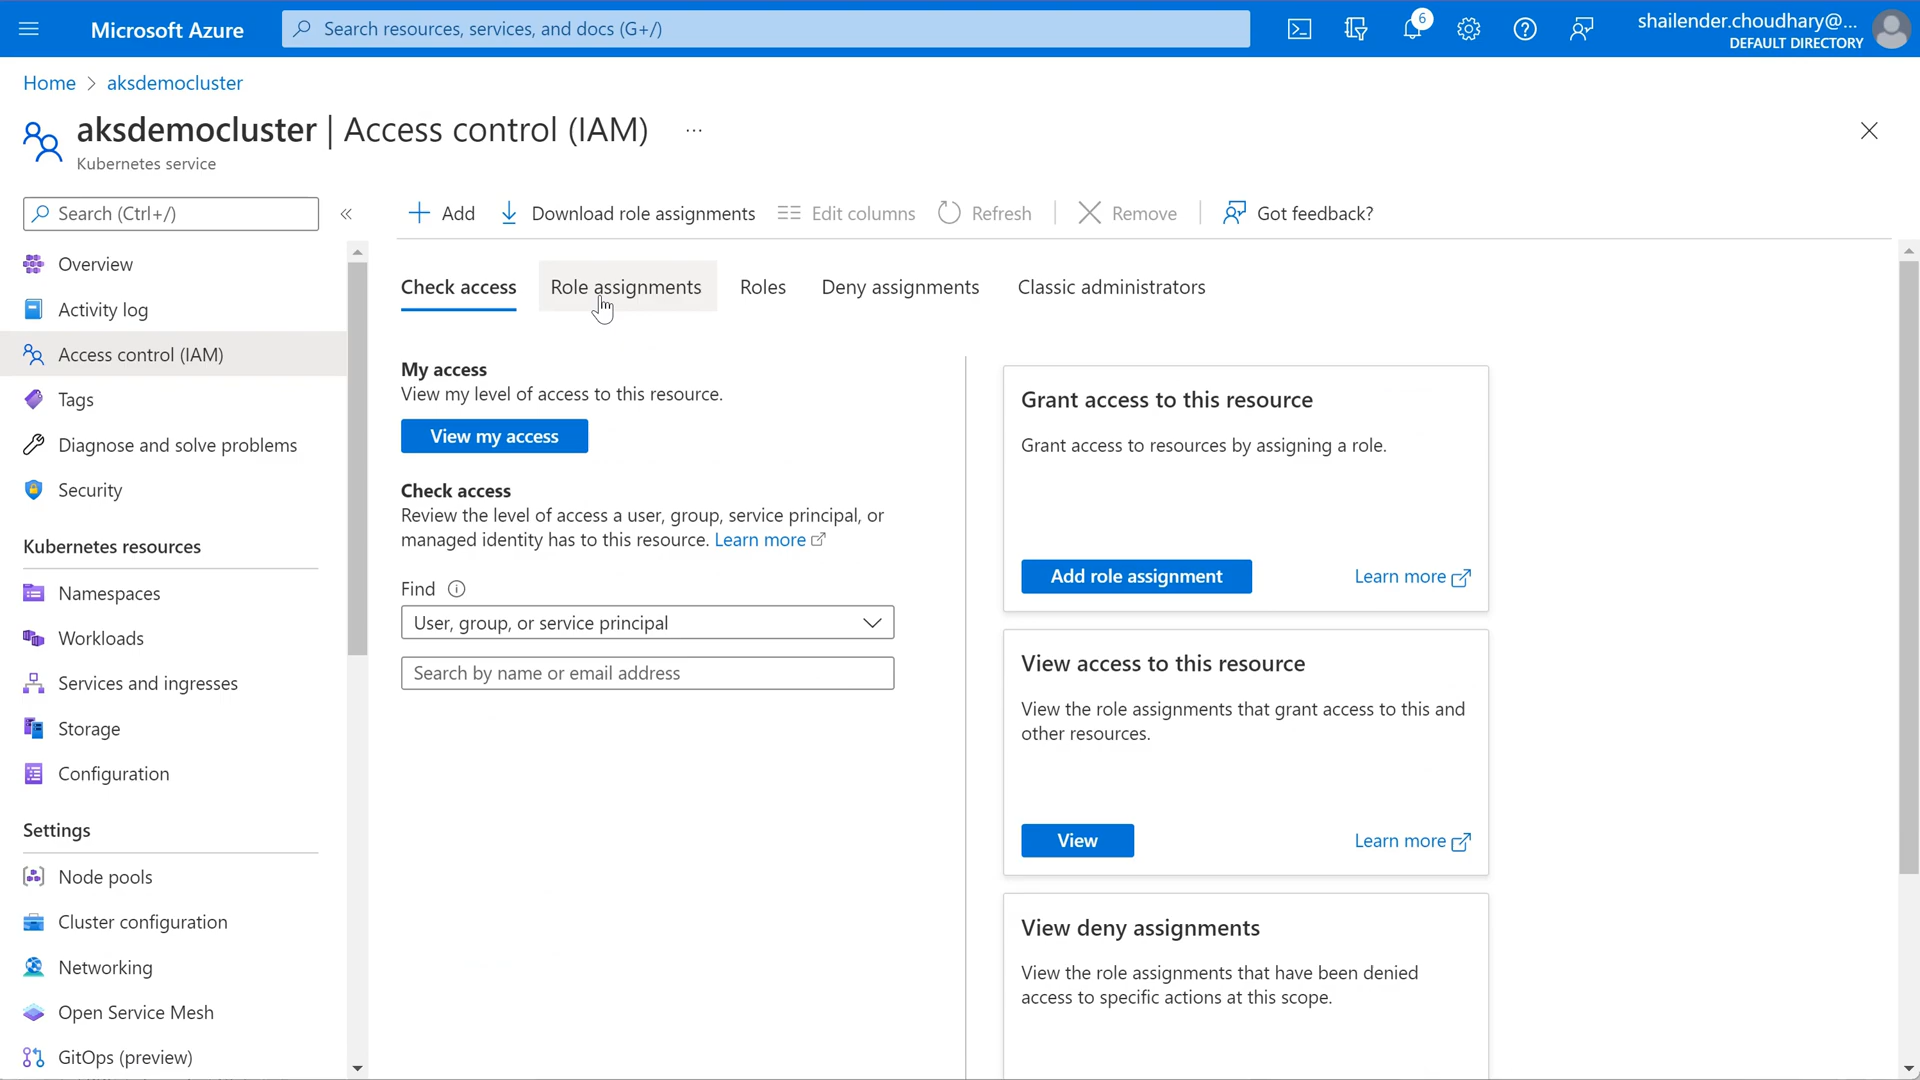 Microsoft Azure
Search resources, services, and docs (G+/)
6
shailender.choudhary@...
DEFAULT DIRECTORY
Home > aksdemocluster
aksdemocluster | Access control (IAM) ...
Kubernetes service
Search (Ctrl+/)
«
Add
Download role assignments
Edit columns
Refresh
Remove
Got feedback?
Overview
Activity log
Access control (IAM)
Tags
Diagnose and solve problems
Security
Kubernetes resources
Namespaces
Workloads
Services and ingresses
Storage
Configuration
Settings
Node pools
Cluster configuration
Networking
Open Service Mesh
GitOps (preview)
Check access
Role assignments
Roles
Deny assignments
Classic administrators
My access
View my level of access to this resource.
View my access
Check access
Review the level of access a user, group, service principal, or
managed identity has to this resource. Learn more
Find
User, group, or service principal
Search by name or email address
Grant access to this resource
Grant access to resources by assigning a role.
Add role assignment
Learn more
View access to this resource
View the role assignments that grant access to this and
other resources.
View
Learn more
View deny assignments
View the role assignments that have been denied
access to specific actions at this scope.